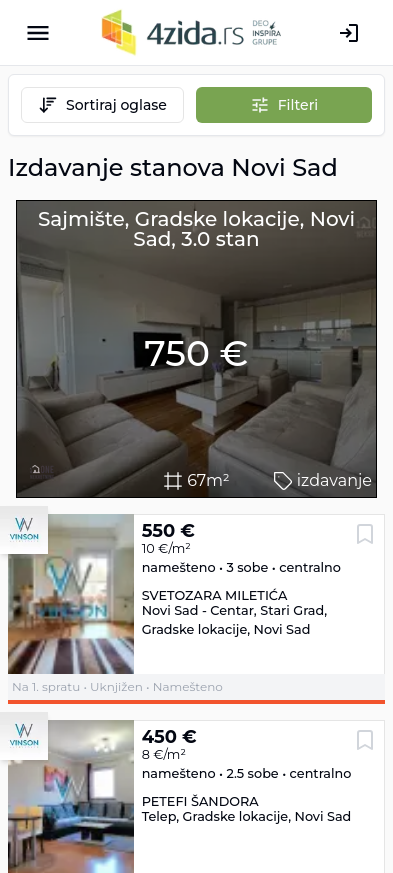 4zida.rs
DEO
INSPIRA
GRUPE
Sortiraj oglase
Filteri
Izdavanje stanova Novi Sad
Sajmište, Gradske lokacije, Novi
Sad, 3.0 stan
750 €
67m²
izdavanje
VINSON
VINSON
550 €
10 €/m²
namešteno • 3 sobe • centralno
SVETOZARA MILETIĆA
Novi Sad - Centar, Stari Grad,
Gradske lokacije, Novi Sad
Na 1. spratu • Uknjižen • Namešteno
VINSON
VINSON
450 €
8 €/m²
namešteno • 2.5 sobe • centralno
PETEFI ŠANDORA
Telep, Gradske lokacije, Novi Sad